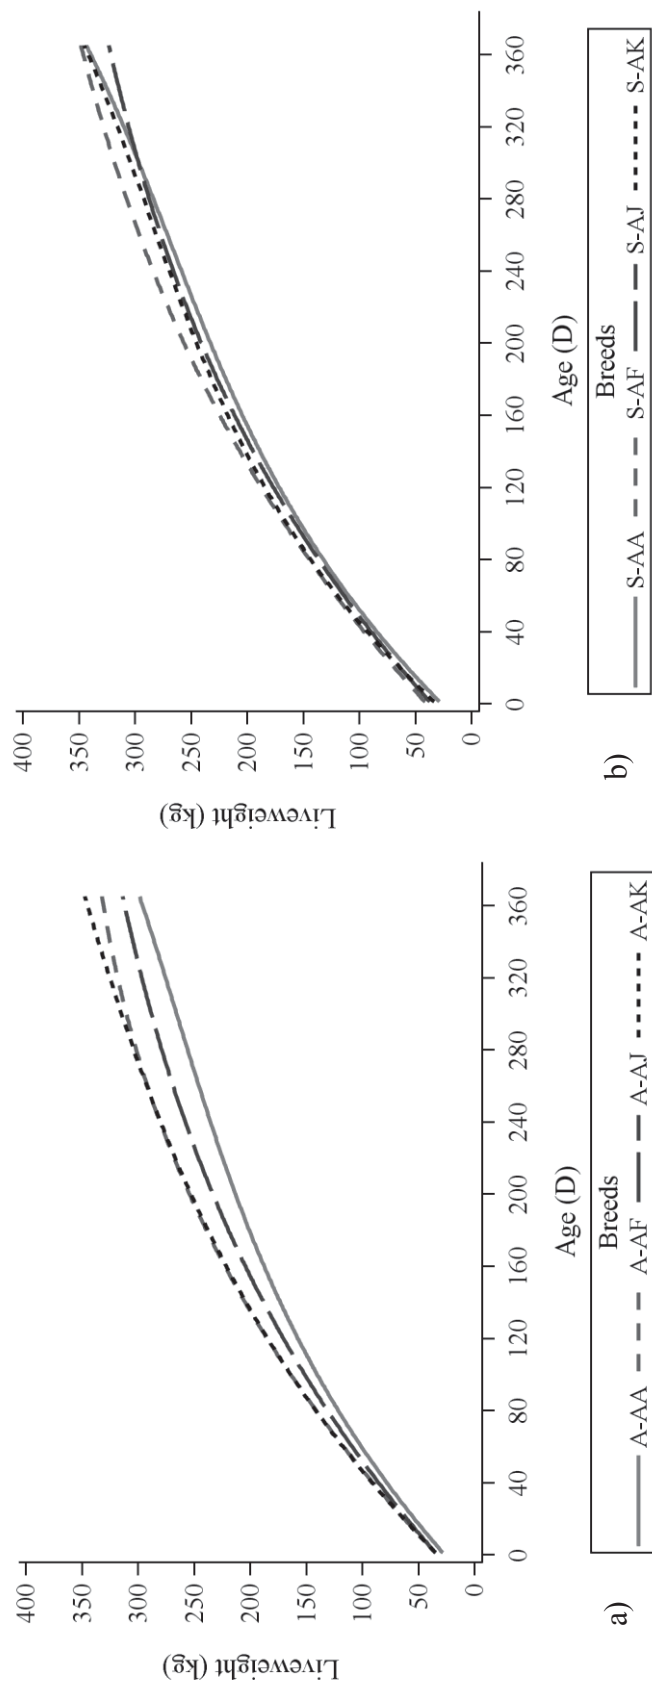 400
350
300
250
200
150
100
50
0
Liveweight (kg)
0 40 80 120 160 200 240 280 320 360
Age (D)
Breeds
A-AA A-AF A-AJ A-AK
a)
400
350
300
250
200
150
100
50
0
Liveweight (kg)
0 40 80 120 160 200 240 280 320 360
Age (D)
Breeds
S-AA S-AF S-AJ S-AK
b)